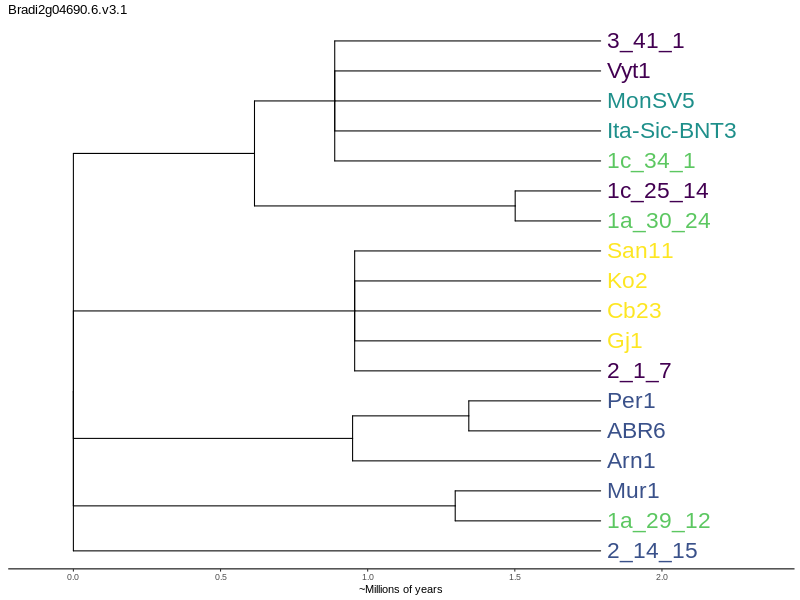 Bradi2g04690.6.v3.1
3_41_1
Vyt1
MonSV5
Ita-Sic-BNT3
1c_34_1
1c_25_14
1a_30_24
San11
Ko2
Cb23
Gj1
2_1_7
Per1
ABR6
Arn1
Mur1
1a_29_12
2_14_15
0.0 0.5 1.0 1.5 2.0
~Millions of years